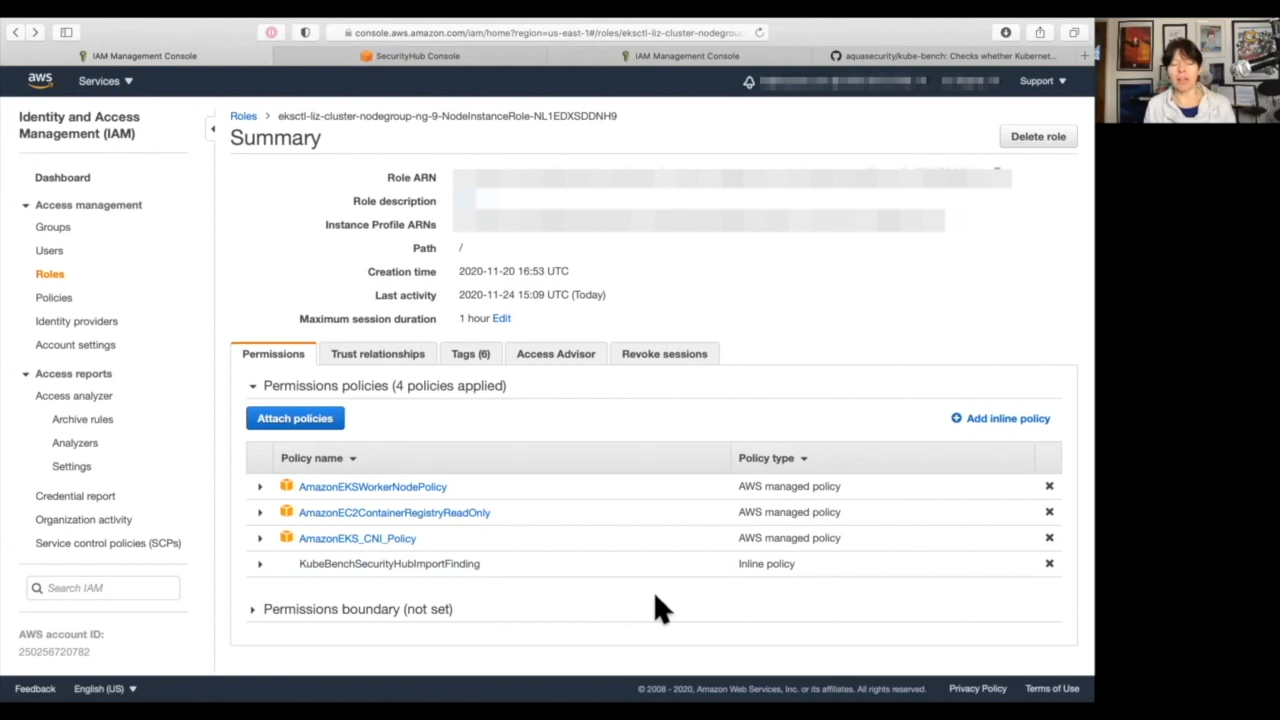 console.aws.amazon.com/iam/home?region=us-east-1#/roles/eksctl-liz-cluster-nodegroup
IAM Management Console
SecurityHub Console
IAM Management Console
aquasecurity/kube-bench: Checks whether Kubernet...
aws
Services
Support
Identity and Access
Management (IAM)
Dashboard
Access management
Groups
Users
Roles
Policies
Identity providers
Account settings
Access reports
Access analyzer
Archive rules
Analyzers
Settings
Credential report
Organization activity
Service control policies (SCPs)
Search IAM
AWS account ID:
250256720782
Roles > eksctl-liz-cluster-nodegroup-ng-9-NodeInstanceRole-NL1EDXSDDNH9
Summary
Delete role
Role ARN
Role description
Instance Profile ARNs
Path /
Creation time 2020-11-20 16:53 UTC
Last activity 2020-11-24 15:09 UTC (Today)
Maximum session duration 1 hour Edit
Permissions
Trust relationships
Tags (6)
Access Advisor
Revoke sessions
Permissions policies (4 policies applied)
Attach policies
Add inline policy
Policy name Policy type
AmazonEKSWorkerNodePolicy AWS managed policy
AmazonEC2ContainerRegistryReadOnly AWS managed policy
AmazonEKS_CNI_Policy AWS managed policy
KubeBenchSecurityHubImportFinding Inline policy
Permissions boundary (not set)
Feedback English (US) © 2008 - 2020, Amazon Web Services, Inc. or its affiliates. All rights reserved. Privacy Policy Terms of Use